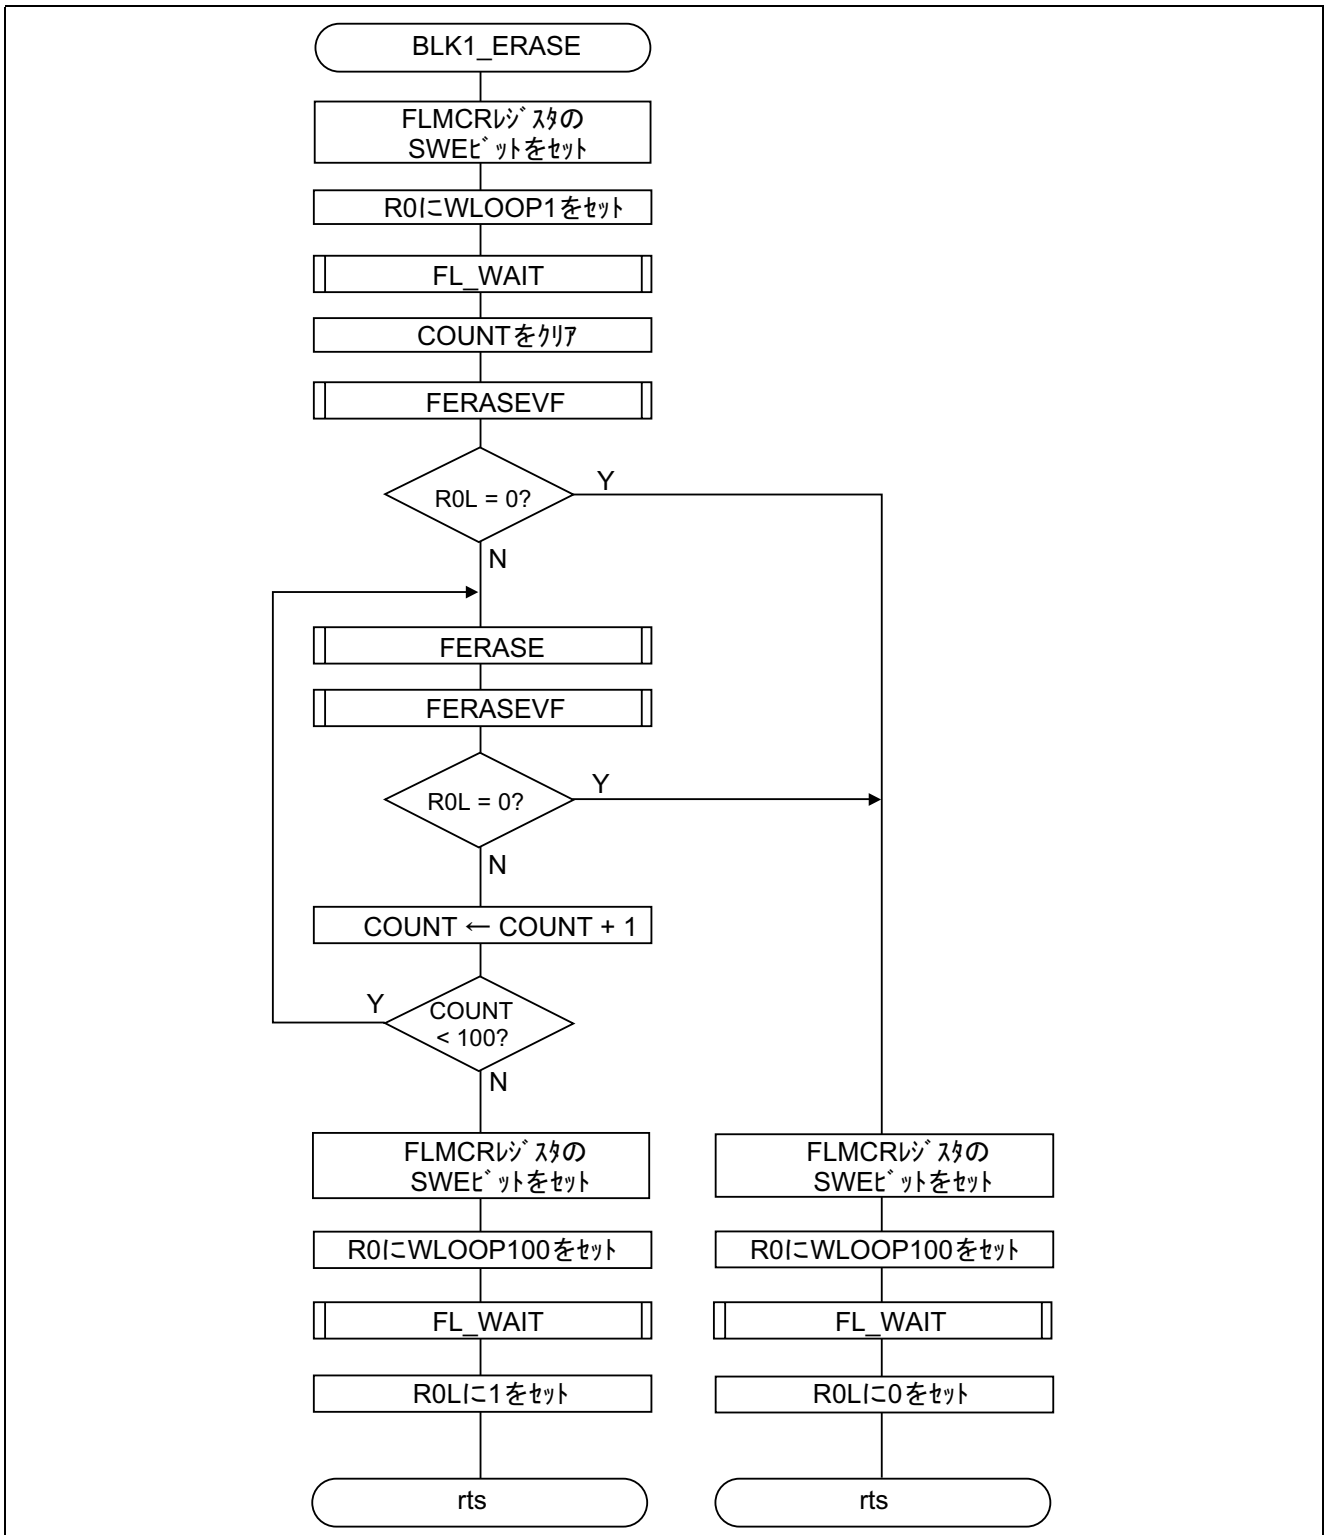 BLK1_ERASE
FLMCRﾚｼﾞｽﾀの
SWEﾋﾞｯﾄをｾｯﾄ
R0にWLOOP1をｾｯﾄ
FL_WAIT
COUNTをｸﾘｱ
FERASEVF
Y
R0L = 0?
N
FERASE
FERASEVF
Y
R0L = 0?
N
COUNT ← COUNT + 1
Y
COUNT
< 100?
N
FLMCRﾚｼﾞｽﾀの
SWEﾋﾞｯﾄをｾｯﾄ
R0にWLOOP100をｾｯﾄ
FL_WAIT
R0Lに1をｾｯﾄ
rts
FLMCRﾚｼﾞｽﾀの
SWEﾋﾞｯﾄをｾｯﾄ
R0にWLOOP100をｾｯﾄ
FL_WAIT
R0Lに0をｾｯﾄ
rts